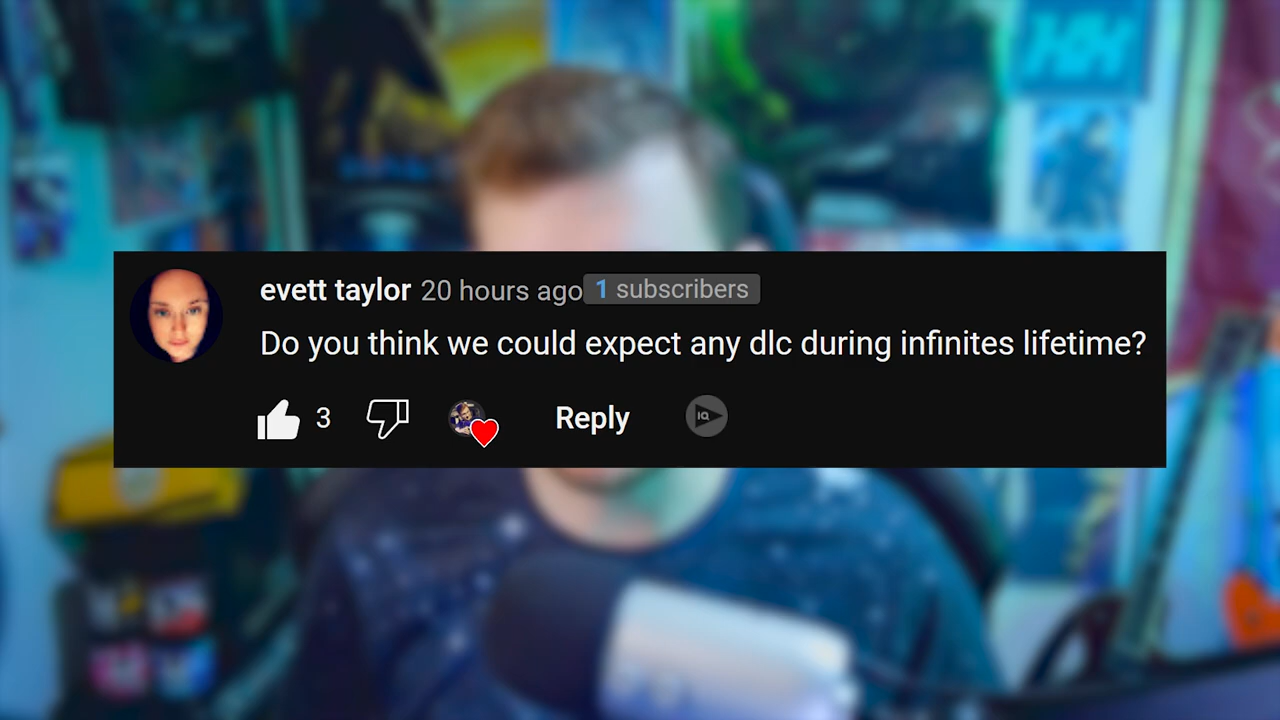 evett taylor 20 hours ago 1 subscribers
Do you think we could expect any dlc during infinites lifetime?
3 Reply IQ